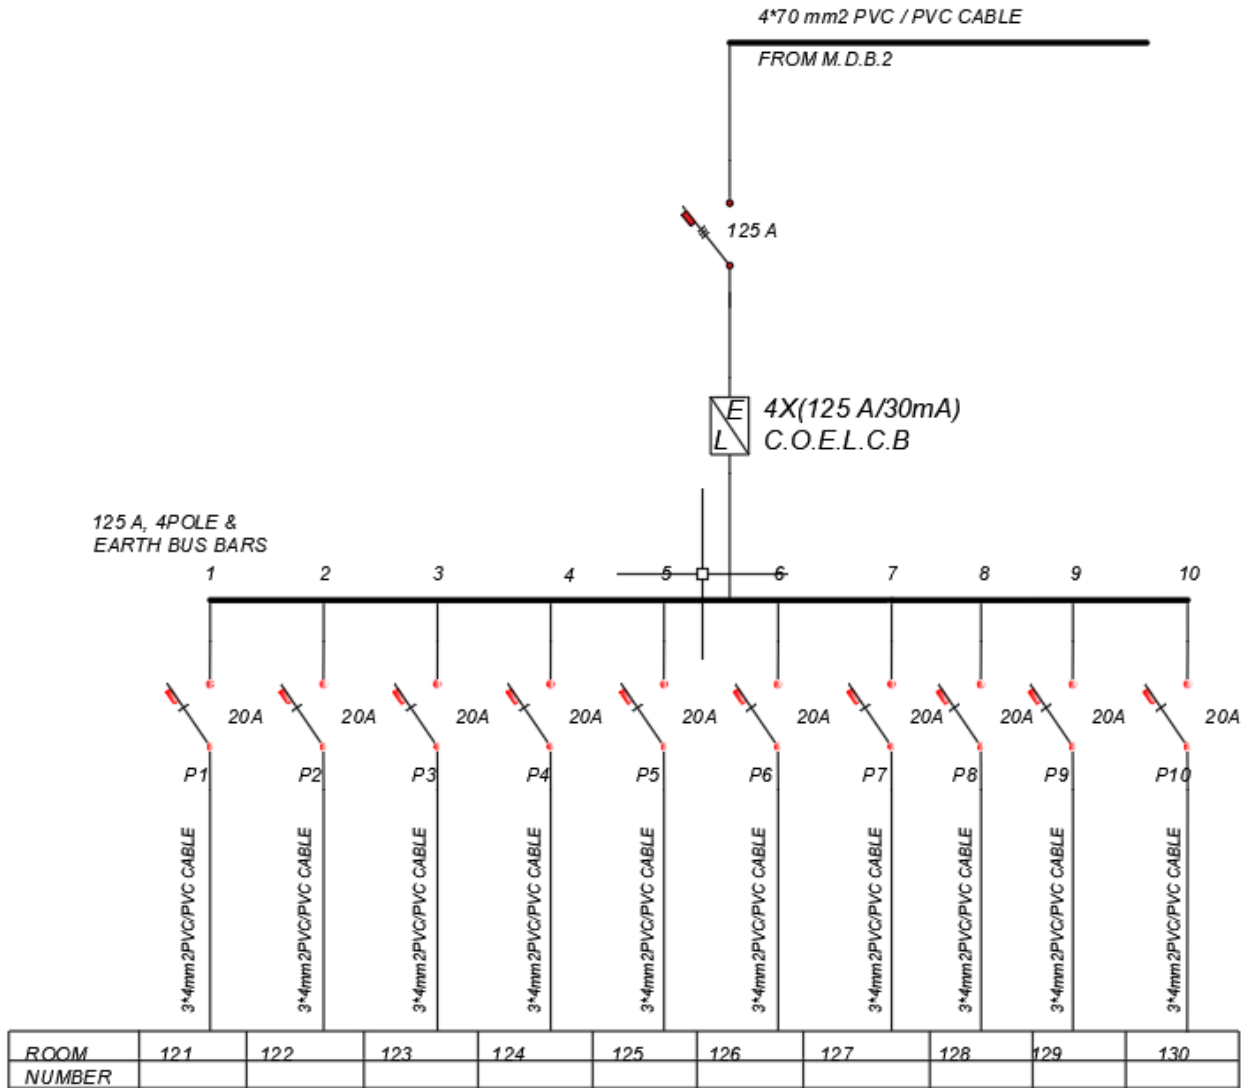 4*70 mm2 PVC / PVC CABLE
FROM M.D.B.2
125 A
E
L
4X(125 A/30mA)
C.O.E.L.C.B
125 A, 4POLE &
EARTH BUS BARS
1 2 3 4 5 6 7 8 9 10
20A 20A 20A 20A 20A 20A 20A 20A 20A 20A
P1 P2 P3 P4 P5 P6 P7 P8 P9 P10
3*4mm2PVC/PVC CABLE
3*4mm2PVC/PVC CABLE
3*4mm2PVC/PVC CABLE
3*4mm2PVC/PVC CABLE
3*4mm2PVC/PVC CABLE
3*4mm2PVC/PVC CABLE
3*4mm2PVC/PVC CABLE
3*4mm2PVC/PVC CABLE
3*4mm2PVC/PVC CABLE
3*4mm2PVC/PVC CABLE
ROOM 121 122 123 124 125 126 127 128 129 130
NUMBER